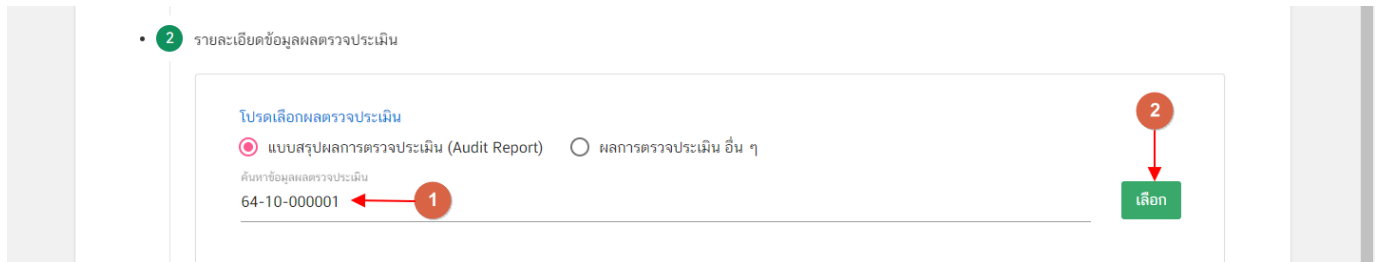 2 รายละเอียดข้อมูลผลตรวจประเมิน
โปรดเลือกผลตรวจประเมิน
2
แบบสรุปผลการตรวจประเมิน (Audit Report) ผลการตรวจประเมิน อื่น ๆ
ค้นหาข้อมูลผลตรวจประเมิน
64-10-000001 1
เลือก